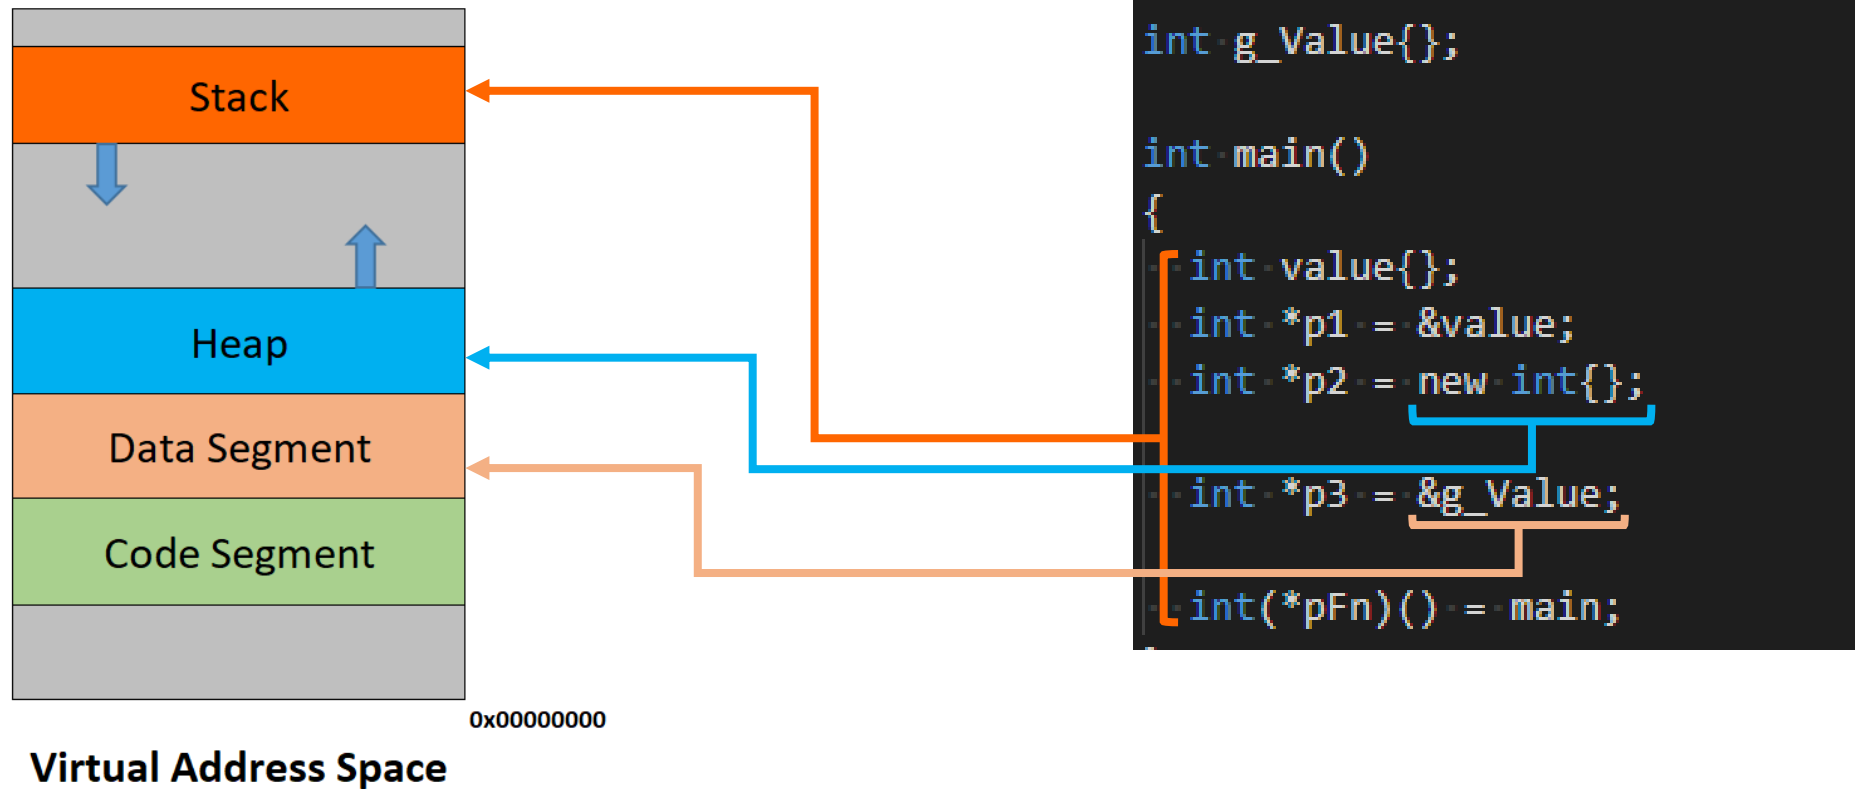 Stack
Heap
Data Segment
Code Segment
0x00000000
Virtual Address Space
int g_Value{};
int main()
{
int value{};
int *p1 = &value;
int *p2 = new int{};
int *p3 = &g_Value;
int(*pFn)() = main;